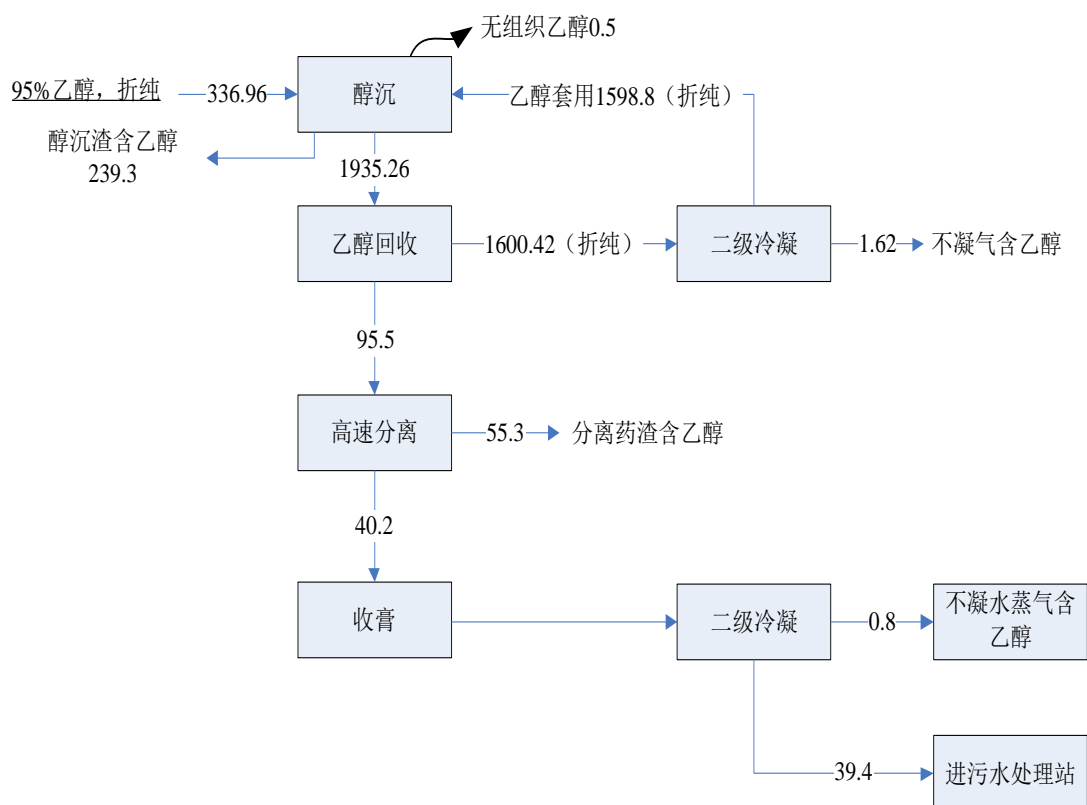 无组织乙醇0.5
95%乙醇，折纯
336.96
醇沉
乙醇套用1598.8（折纯）
醇沉渣含乙醇
239.3
1935.26
乙醇回收
1600.42（折纯）
二级冷凝
1.62
不凝气含乙醇
95.5
高速分离
55.3
分离药渣含乙醇
40.2
收膏
二级冷凝
0.8
不凝水蒸气含
乙醇
39.4
进污水处理站